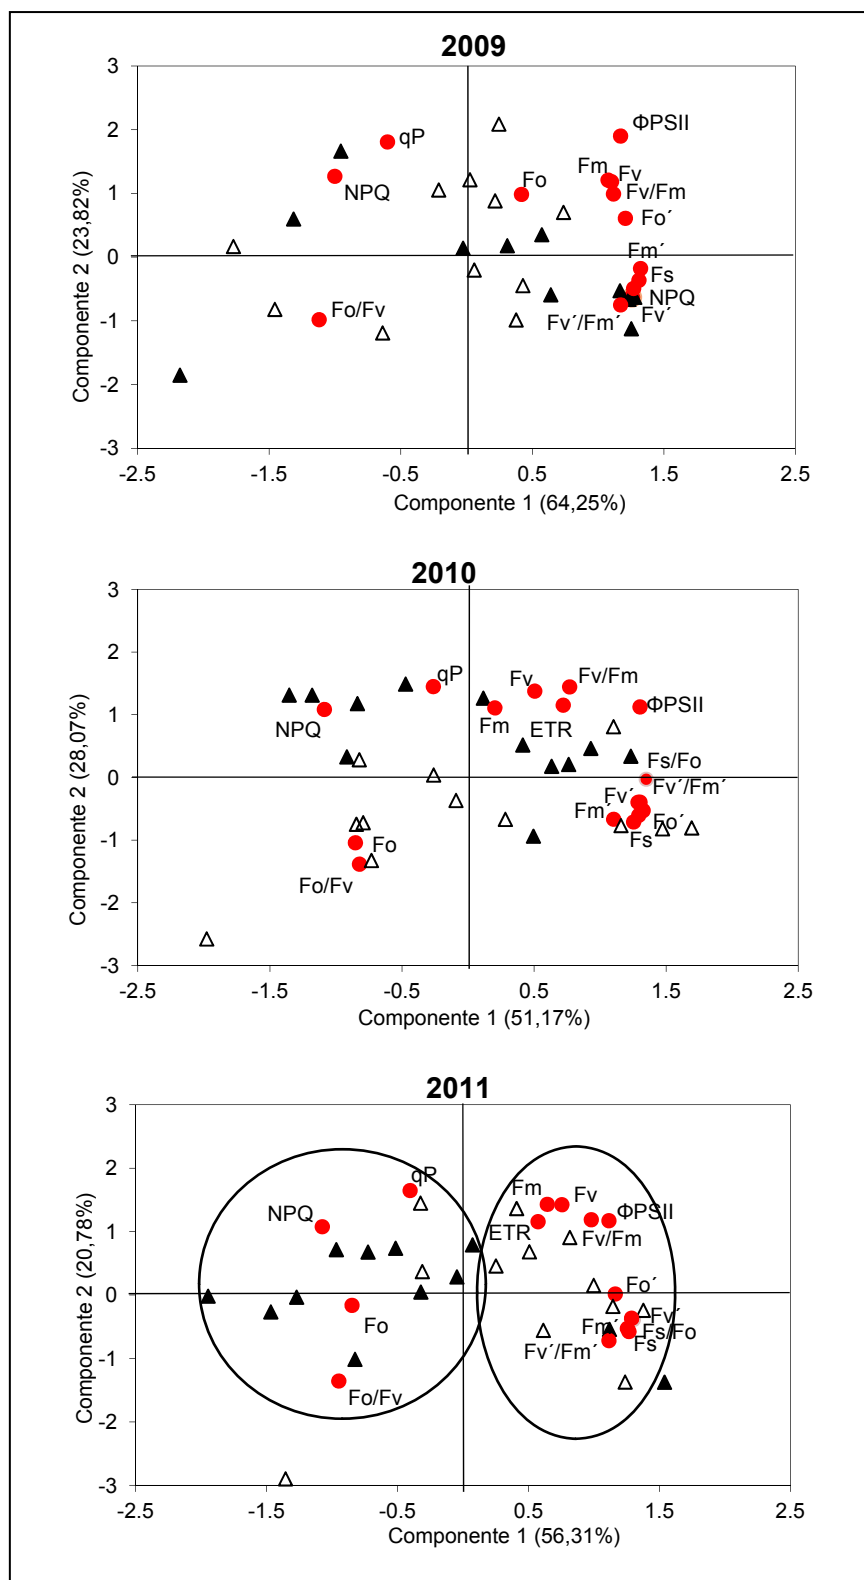 2009
3
2
1
0
-1
-2
-3
Componente 2 (23,82%)
qP
NPQ
ΦPSII
Fm
Fv
Fo
Fv/Fm
Fo´
Fm´
Fs
NPQ
Fo/Fv
Fv´/Fm´
Fv´
-2.5
-1.5
-0.5
0.5
1.5
2.5
Componente 1 (64,25%)
2010
3
2
1
0
-1
-2
-3
Componente 2 (28,07%)
qP
Fv
Fv/Fm
NPQ
Fm
ETR
ΦPSII
Fs/Fo
Fv´/Fm´
Fv´
Fm´
Fo´
Fs
Fo
Fo/Fv
-2.5
-1.5
-0.5
0.5
1.5
2.5
Componente 1 (51,17%)
2011
3
2
1
0
-1
-2
-3
Componente 2 (20,78%)
qP
NPQ
Fm
Fv
ETR
ΦPSII
Fv/Fm
Fo´
Fo
Fv´
Fm´
Fs/Fo
Fs
Fv´/Fm´
Fo/Fv
-2.5
-1.5
-0.5
0.5
1.5
2.5
Componente 1 (56,31%)